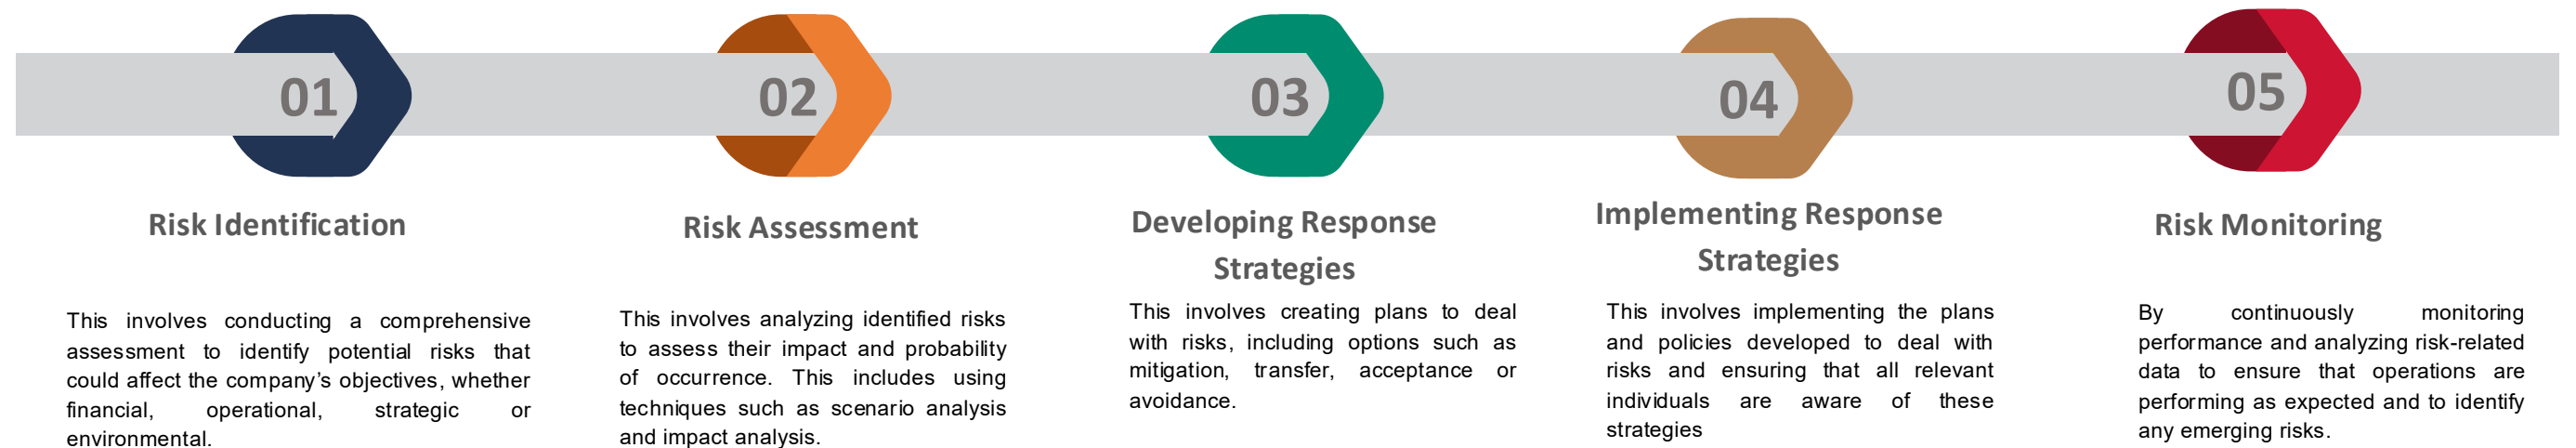 01
Risk Identification
This involves conducting a comprehensive
assessment to identify potential risks that
could affect the company's objectives, whether
financial, operational, strategic or
environmental.
02
Risk Assessment
This involves analyzing identified risks
to assess their impact and probability
of occurrence. This includes using
techniques such as scenario analysis
and impact analysis.
03
Developing Response
Strategies
This involves creating plans to deal
with risks, including options such as
mitigation, transfer, acceptance or
avoidance.
04
Implementing Response
Strategies
This involves implementing the plans
and policies developed to deal with
risks and ensuring that all relevant
individuals are aware of these
strategies
05
Risk Monitoring
By continuously monitoring
performance and analyzing risk-related
data to ensure that operations are
performing as expected and to identify
any emerging risks.